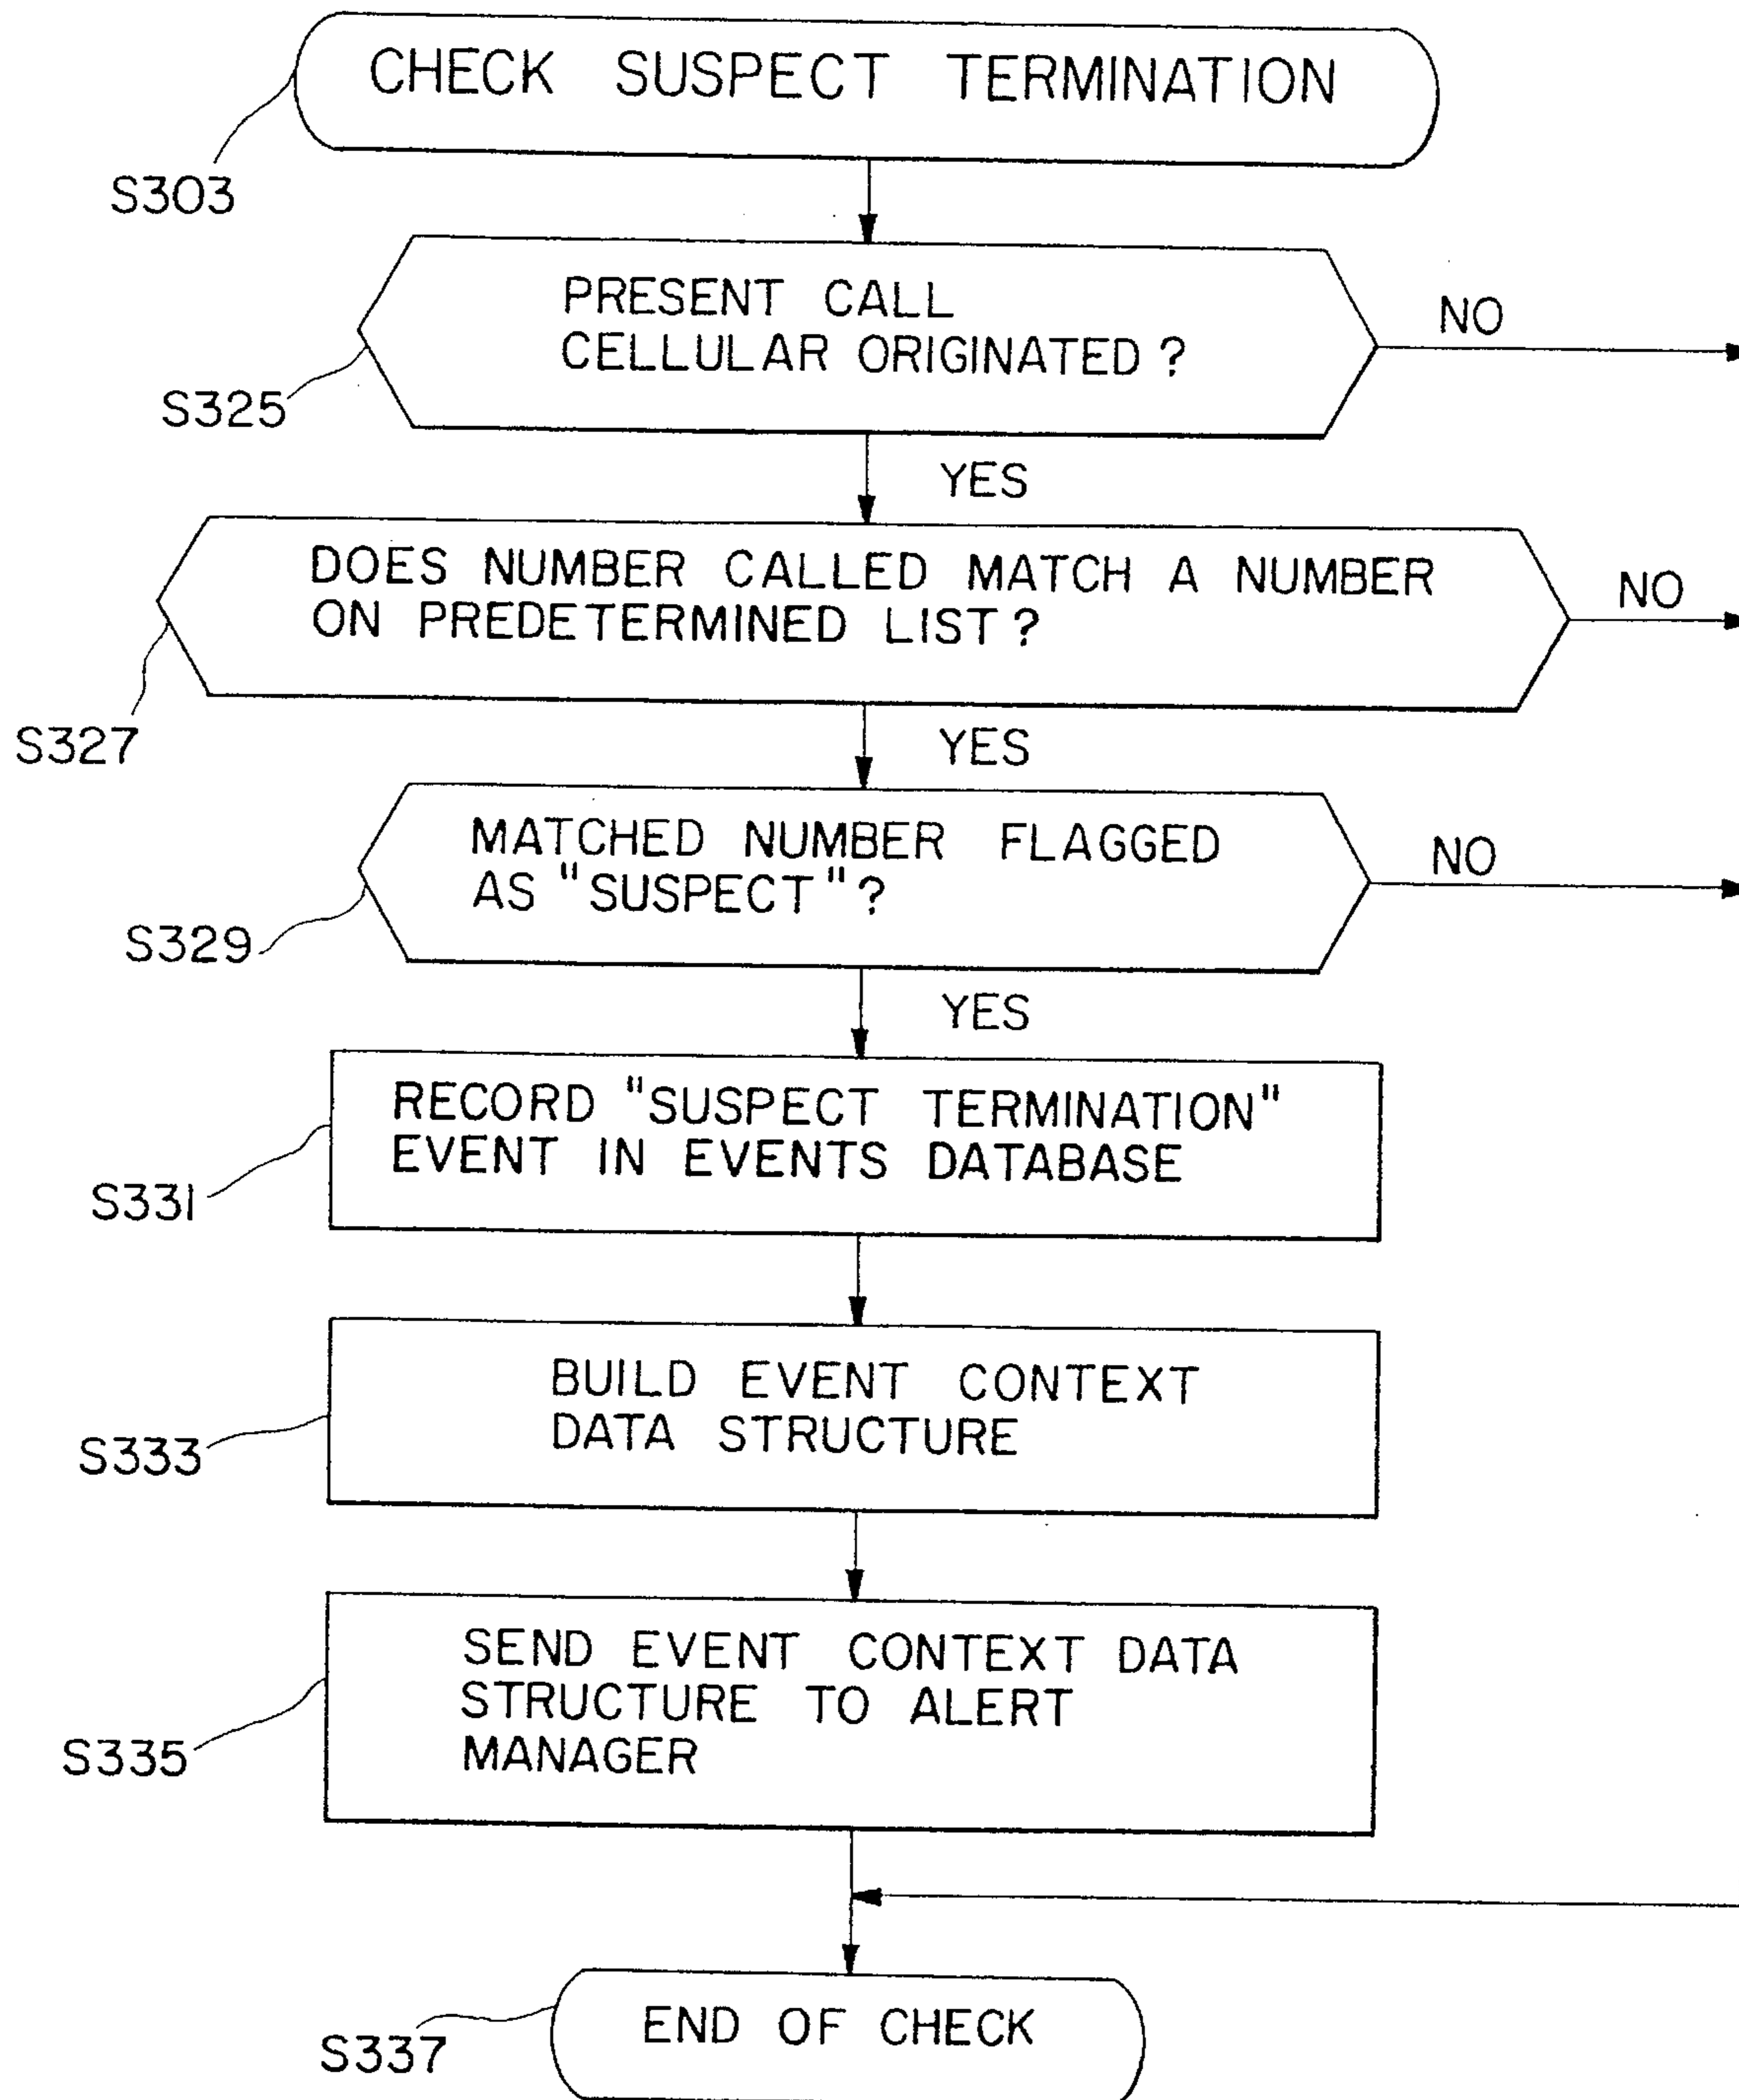 CHECK SUSPECT TERMINATION
S303
PRESENT CALL
CELLULAR ORIGINATED?
NO
S325
YES
DOES NUMBER CALLED MATCH A NUMBER
ON PREDETERMINED LIST?
NO
S327
YES
MATCHED NUMBER FLAGGED
AS "SUSPECT"?
NO
S329
YES
RECORD "SUSPECT TERMINATION"
EVENT IN EVENTS DATABASE
S331
BUILD EVENT CONTEXT
DATA STRUCTURE
S333
SEND EVENT CONTEXT DATA
STRUCTURE TO ALERT
MANAGER
S335
END OF CHECK
S337